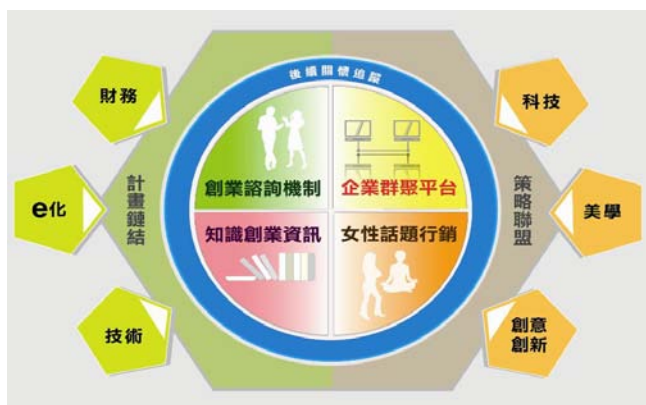 後續關懷追蹤
財務
科技
創業諮詢機制
企業群聚平台
e化
計畫鏈結
策略聯盟
美學
知識創業資訊
女性話題行銷
技術
創意
創新